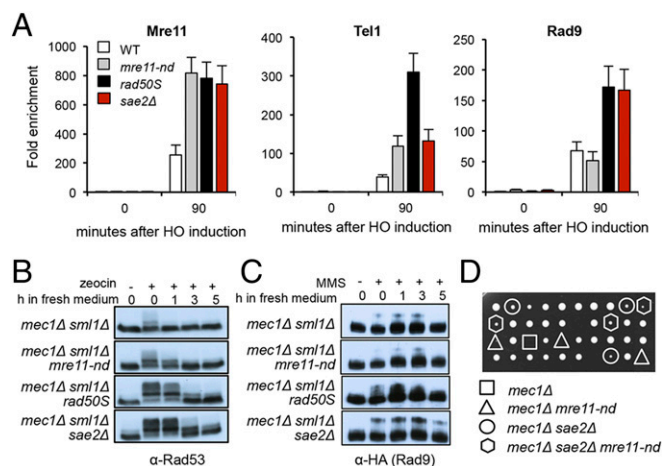 A
Mre11
Tel1
Rad9
Fold enrichment
1000
800
600
400
200
0
WT
mre11-nd
rad50S
sae2Δ
0
90
minutes after HO induction
400
300
200
100
0
0
90
minutes after HO induction
250
200
150
100
50
0
0
90
minutes after HO induction
B
zeocin
- + + + +
h in fresh medium 0 0 1 3 5
mec1Δ sml1Δ
mec1Δ sml1Δ
mre11-nd
mec1Δ sml1Δ
rad50S
mec1Δ sml1Δ
sae2Δ
α-Rad53
C
MMS
- + + + +
h in fresh medium 0 0 1 3 5
mec1Δ sml1Δ
mec1Δ sml1Δ
mre11-nd
mec1Δ sml1Δ
rad50S
mec1Δ sml1Δ
sae2Δ
α-HA (Rad9)
D
mec1Δ
mec1Δ mre11-nd
mec1Δ sae2Δ
mec1Δ sae2Δ mre11-nd